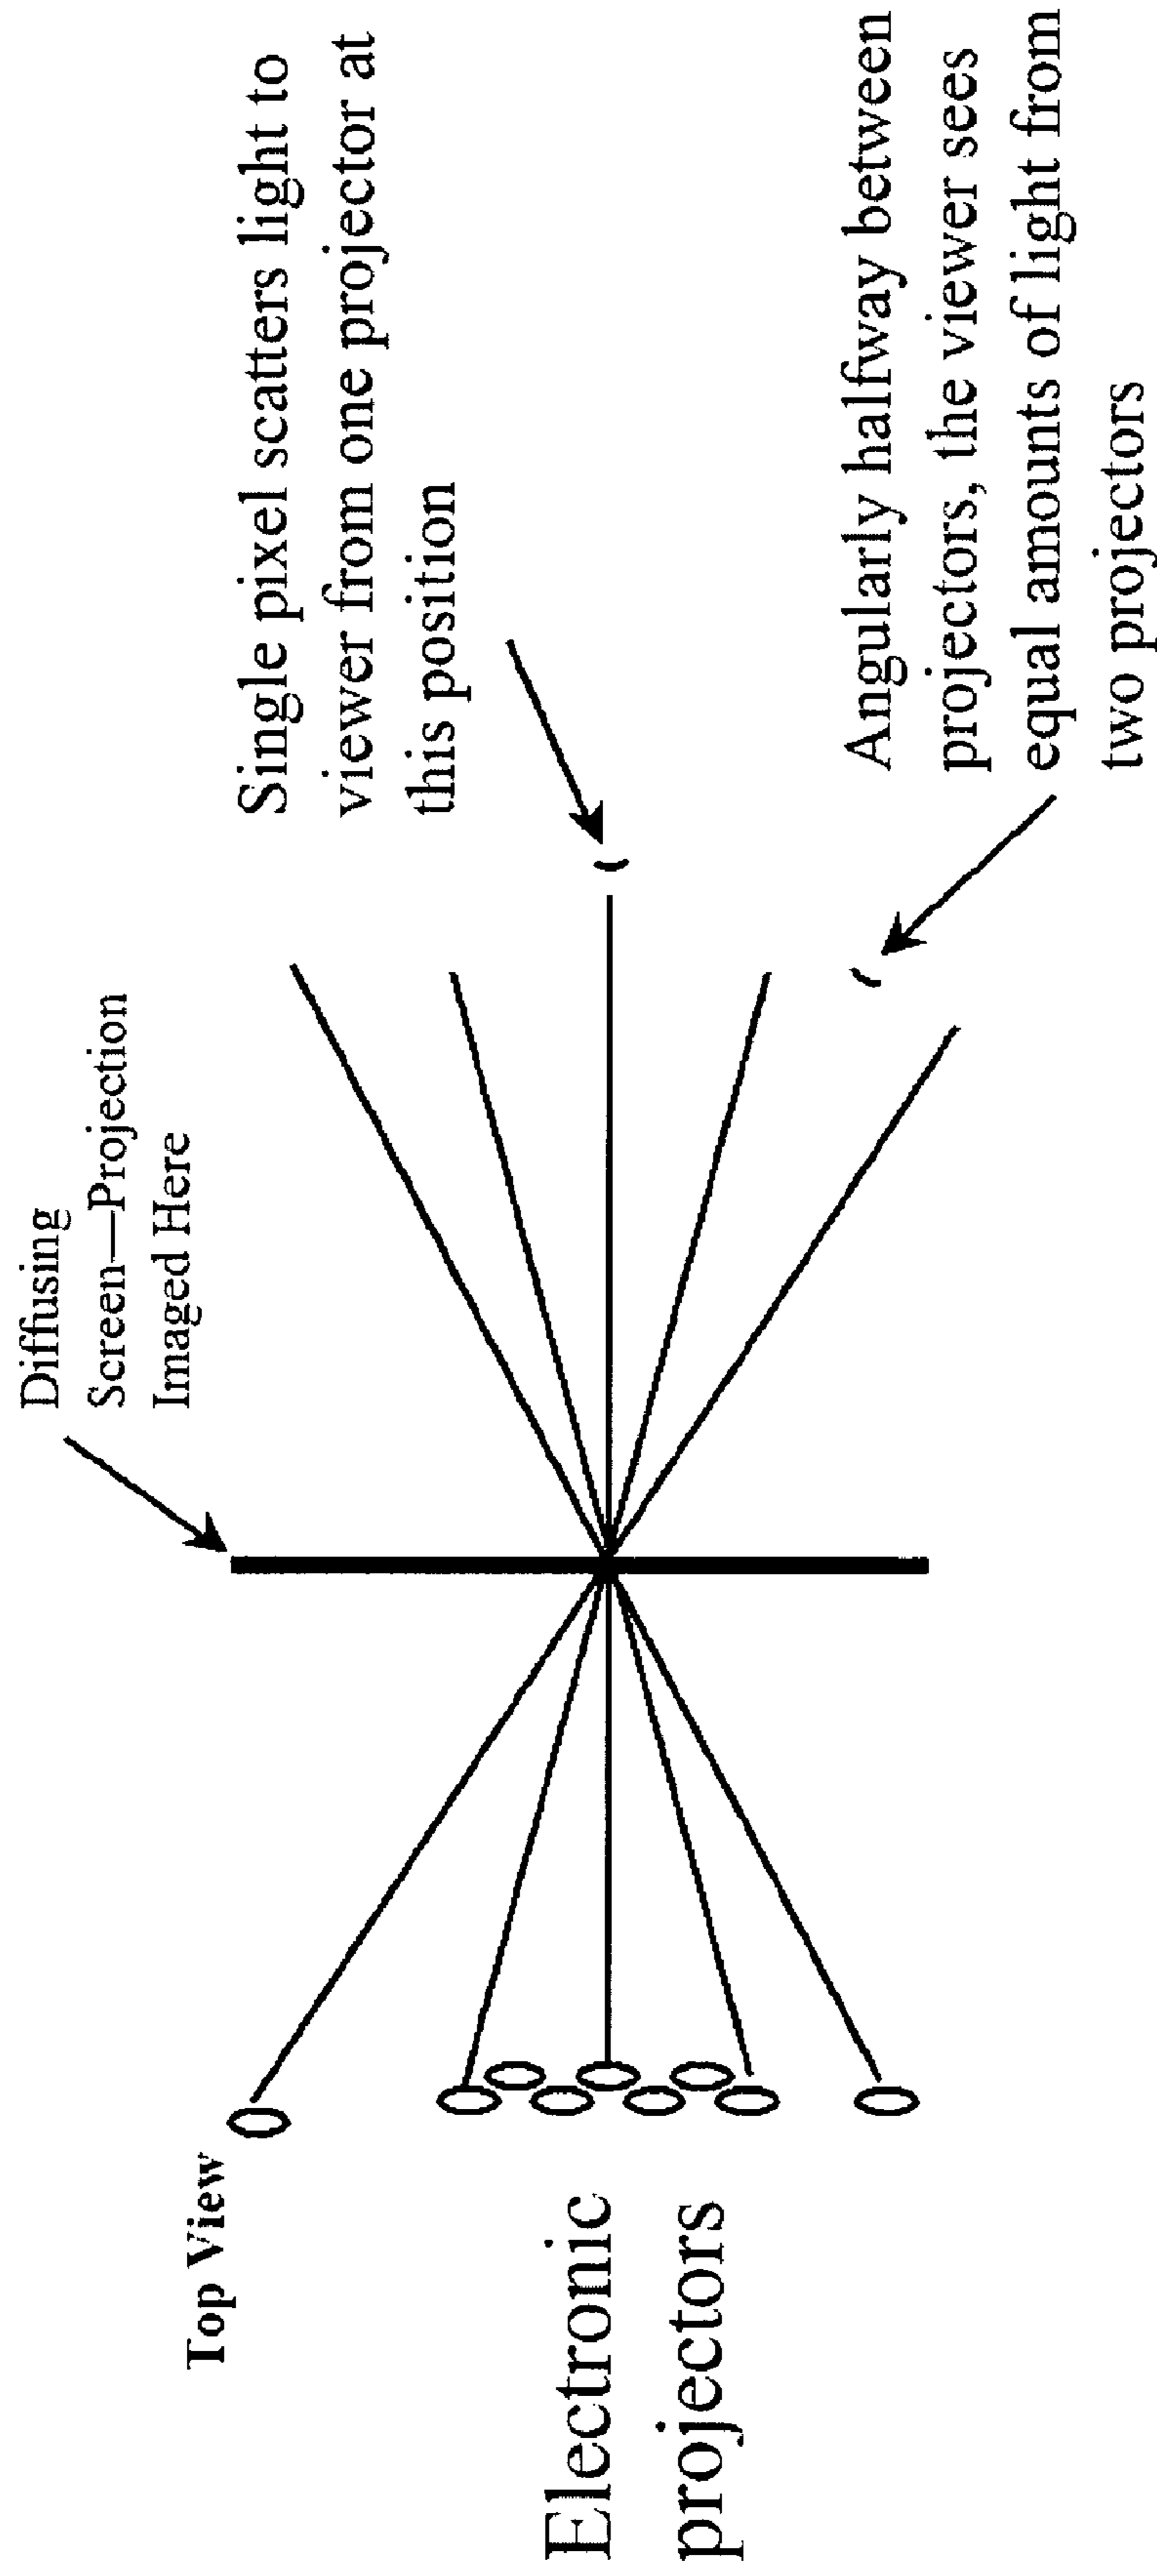 Top View
Electronic
projectors
Diffusing
Screen—Projection
Imaged Here
Single pixel scatters light to
viewer from one projector at
this position
Angularly halfway between
projectors, the viewer sees
equal amounts of light from
two projectors